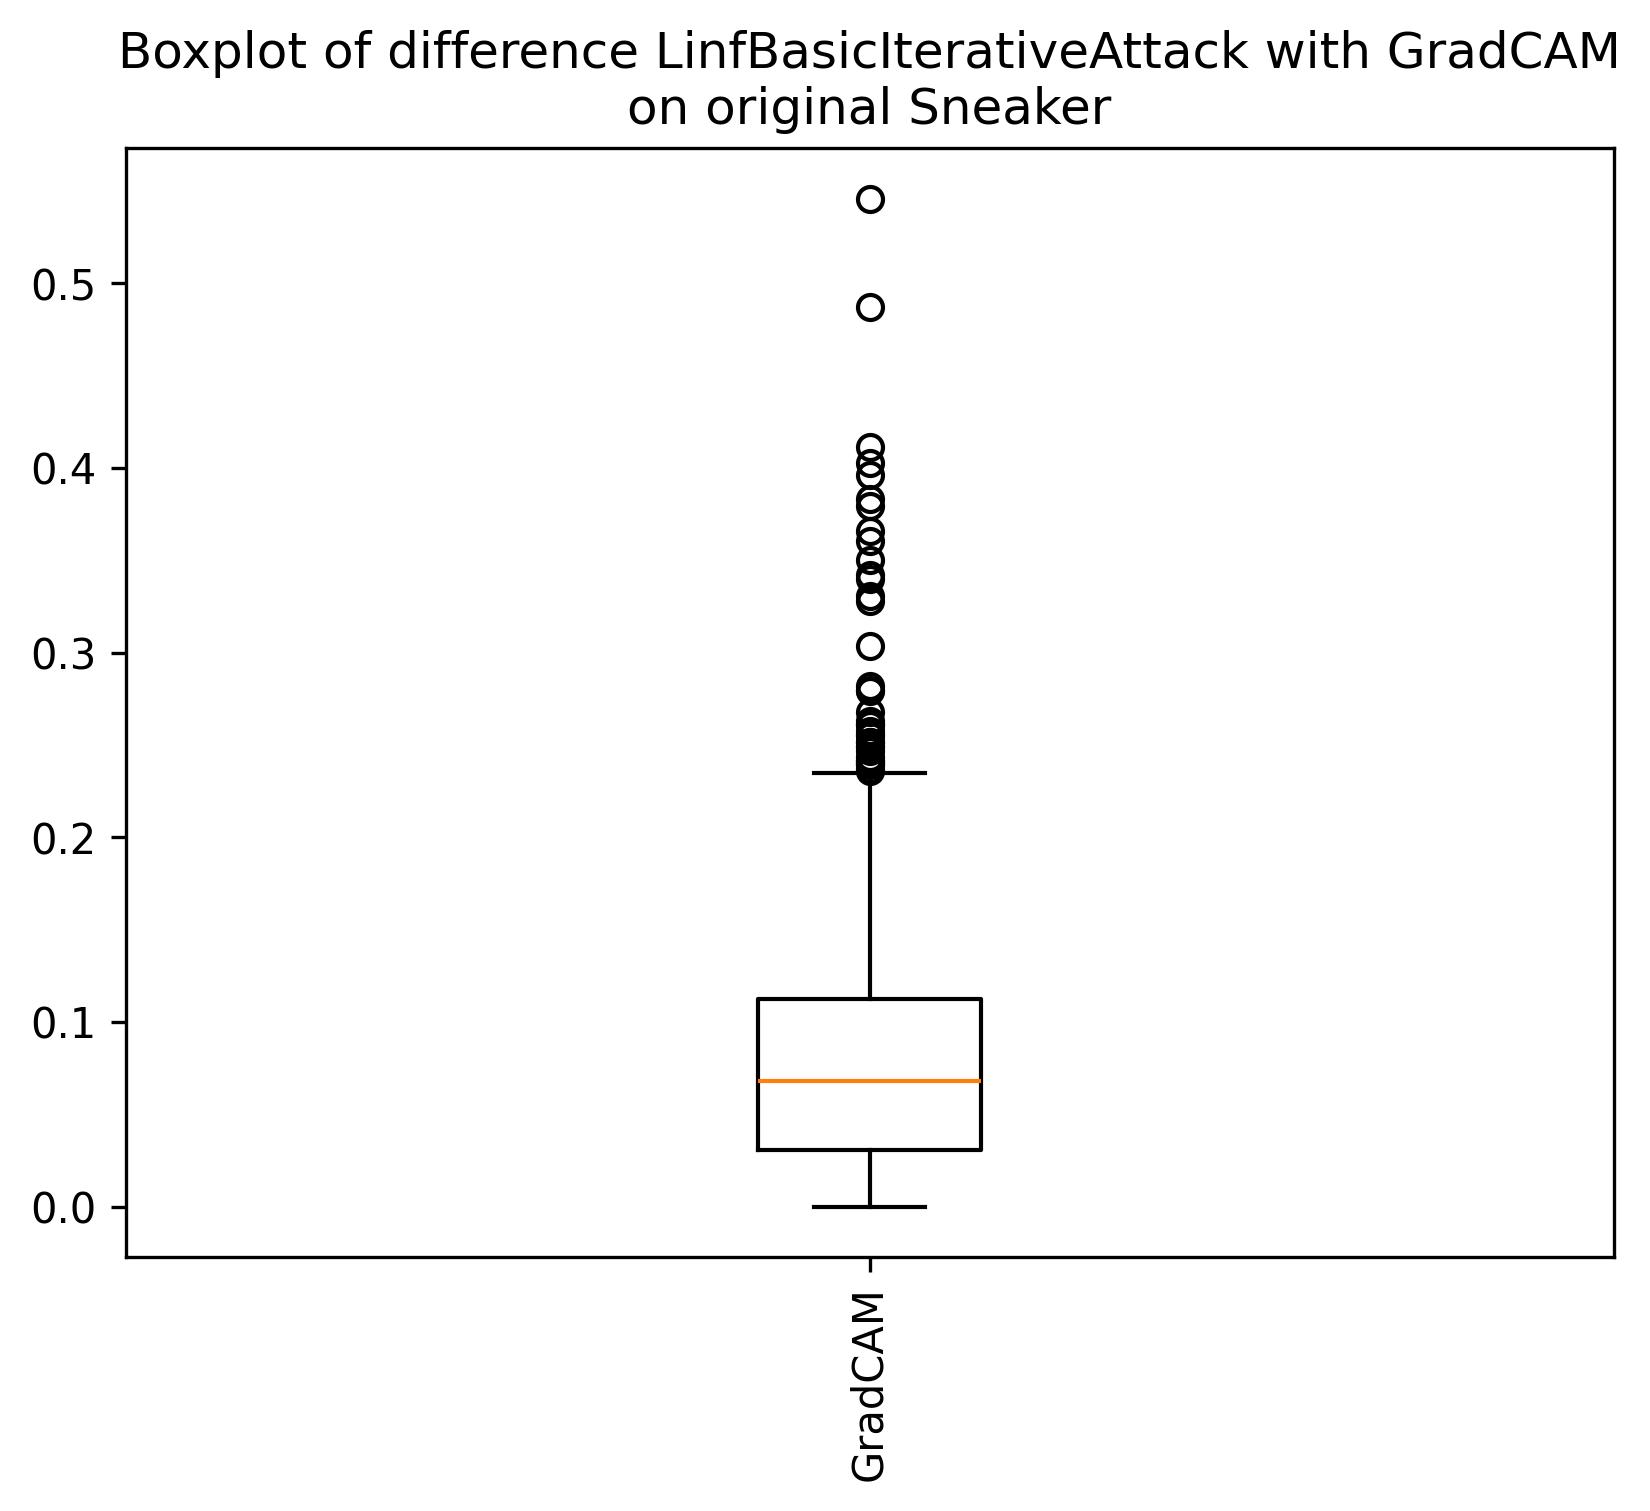 Boxplot of difference LinfBasicIterativeAttack with GradCAM
on original Sneaker
0.5
0.4
0.3
0.2
0.1
0.0
GradCAM